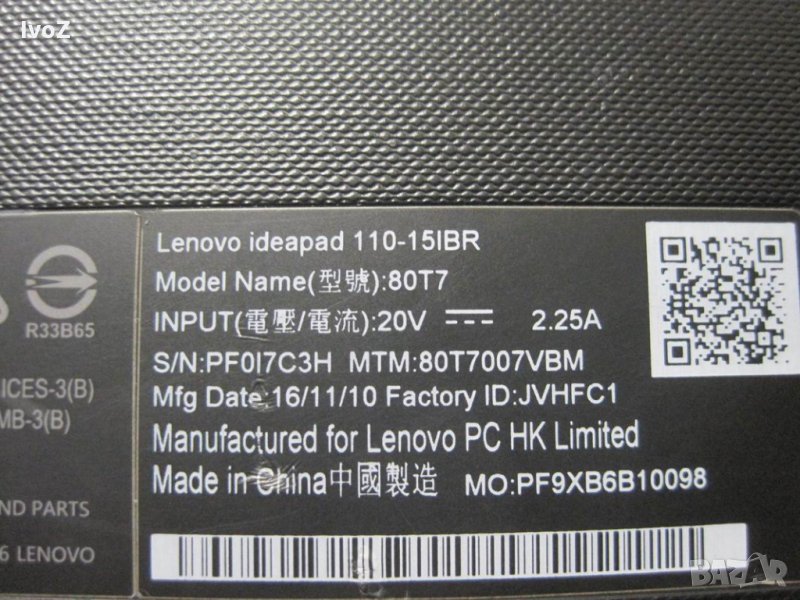 IvoZ
Lenovo ideapad 110-15IBR
Model Name(型號):80T7
INPUT(電壓/電流):20V 2.25A
S/N:PF0I7C3H MTM:80T7007VBM
Mfg Date:16/11/10 Factory ID:JVHFC1
Manufactured for Lenovo PC HK Limited
Made in China中國製造 MO:PF9XB6B10098
R33B65
ICES-3(B)
MB-3(B)
ND PARTS
6 LENOVO
BAZAR